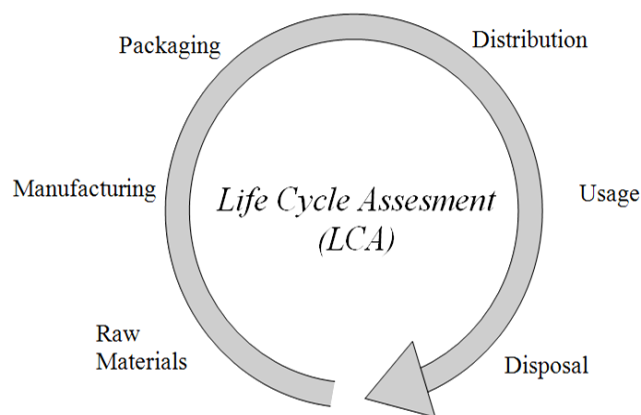 Packaging
Distribution
Manufacturing
Life Cycle Assesment
(LCA)
Usage
Raw
Materials
Disposal